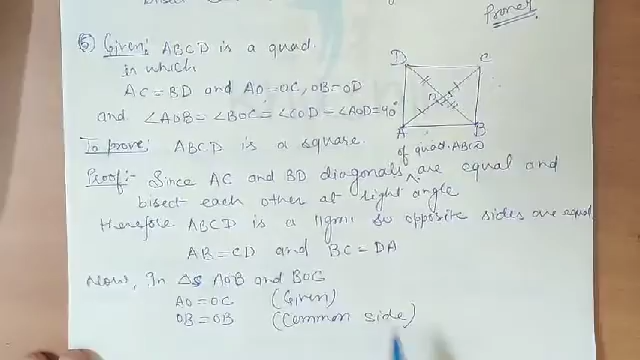 Proved
(5) Given: ABCD is a quad.
in which
AC = BD and AO = OC, OB = OD
and ∠AOB = ∠BOC = ∠COD = ∠AOD = 90°
D C
O
A B
To prove: ABCD is a square.
of quad. ABCD
Proof:- Since AC and BD diagonals ^ are equal and
bisect each other at right angle
therefore ABCD is a ||gm so opposite sides are equal
AB = CD and BC = DA
Now, In Δs AOB and BOC
AO = OC (Given)
OB = OB (Common side)